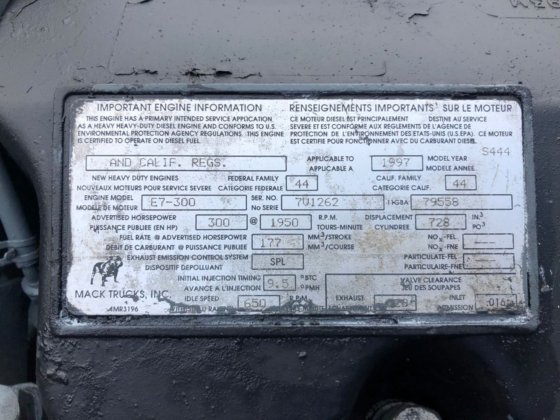 IMPORTANT ENGINE INFORMATION
THIS ENGINE HAS A PRIMARY INTENDED SERVICE APPLICATION
AS A HEAVY HEAVY-DUTY DIESEL ENGINE AND CONFORMS TO U.S.
ENVIRONMENTAL PROTECTION AGENCY REGULATIONS. THIS ENGINE
IS CERTIFIED TO OPERATE ON DIESEL FUEL
RENSEIGNEMENTS IMPORTANTS SUR LE MOTEUR
CE MOTEUR DIESEL EST PRINCIPALEMENT DESTINE AU SERVICE
SEVERE ET EST CONFORME AUX REGLEMENTS DE L'AGENCE DE
PROTECTION DE L'ENVIRONNEMENT DES ETATS-UNIS (U.S.EPA). CE MOTEUR
EST CERTIFIE POUR FONCTIONNER AU CARBURANT DIESEL
S444
AND CALIF. REGS. APPLICABLE TO APPLICABLE A 1997 MODEL YEAR MODELE ANNEE
NEW HEAVY DUTY ENGINES FEDERAL FAMILY 44 CALIF. FAMILY 44
NOUVEAUX MOTEURS POUR SERVICE SEVERE CATEGORIE FEDERALE CATEGORIE CALIF.
ENGINE MODEL E7-300 SER. NO. 7U1262 1HGBA 79558
MODELE DE MOTEUR No SERIE
ADVERTISED HORSEPOWER 300 @ 1950 R.P.M. DISPLACEMENT 728 IN³
PUISSANCE PUBLIEE (EN HP) TOURS-MINUTE CYLINDREE PO³
FUEL RATE @ ADVERTISED HORSEPOWER 177 MM³/STROKE NO.-FEL
DEBIT DE CARBURANT @ PUISSANCE PUBLIEE MM³/COURSE NO.-FNE
EXHAUST EMISSION CONTROL SYSTEM SPL PARTICULATE-FEL
DISPOSITIF DEPOLLUANT PARTICULAIRE-FNE
INITIAL INJECTION TIMING 9.5 °BTC VALVE CLEARANCE
AVANCE A L'INJECTION °PMH JEU DES SOUPAPES
MACK TRUCKS, INC.
IDLE SPEED 650 R.P.M. EXHAUST INLET
4MR3196 ADMISSION